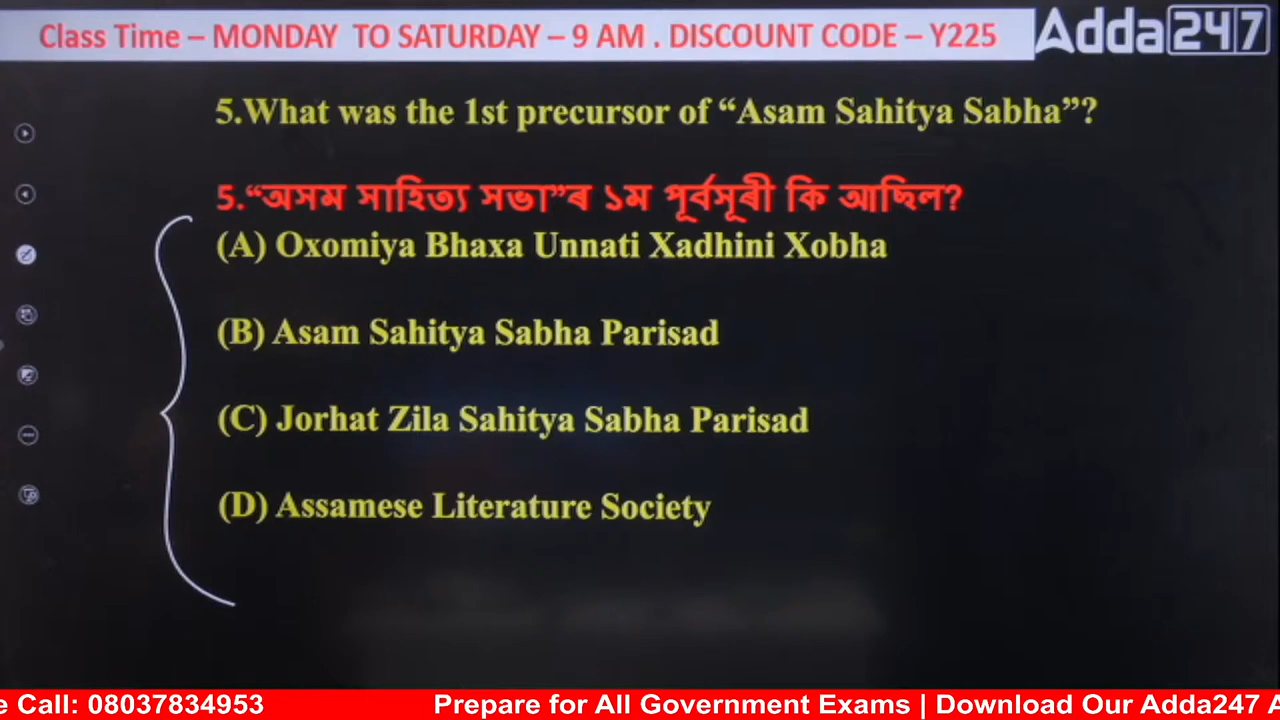 Class Time – MONDAY TO SATURDAY – 9 AM . DISCOUNT CODE – Y225
Adda247
5.What was the 1st precursor of “Asam Sahitya Sabha”?
5.“অসম সাহিত্য সভা”ৰ ১ম পূৰ্বসূৰী কি আছিল?
(A) Oxomiya Bhaxa Unnati Xadhini Xobha
(B) Asam Sahitya Sabha Parisad
(C) Jorhat Zila Sahitya Sabha Parisad
(D) Assamese Literature Society
e Call: 08037834953 Prepare for All Government Exams | Download Our Adda247 A